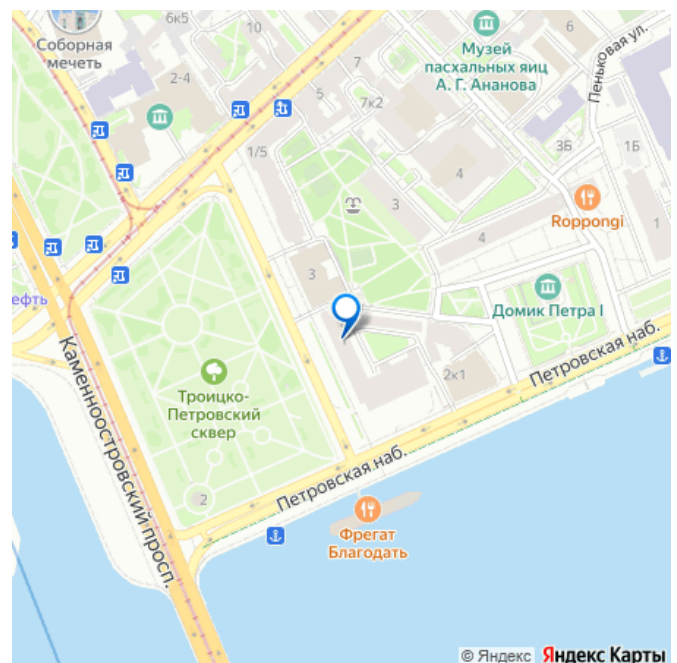 6к5
10
Соборная
мечеть
2-4
Музей
пасхальных яиц
А. Г. Ананова
Пеньковая ул.
7
5
7к2
1/5
3Б
1Б
4
3
Roppongi
4
1
3
Домик Петра I
ефть
Петровская наб.
Каменноостровский просп.
Троицко-
Петровский
сквер
2к1
2
Петровская наб.
Фрегат
Благодать
© Яндекс Яндекс Карты